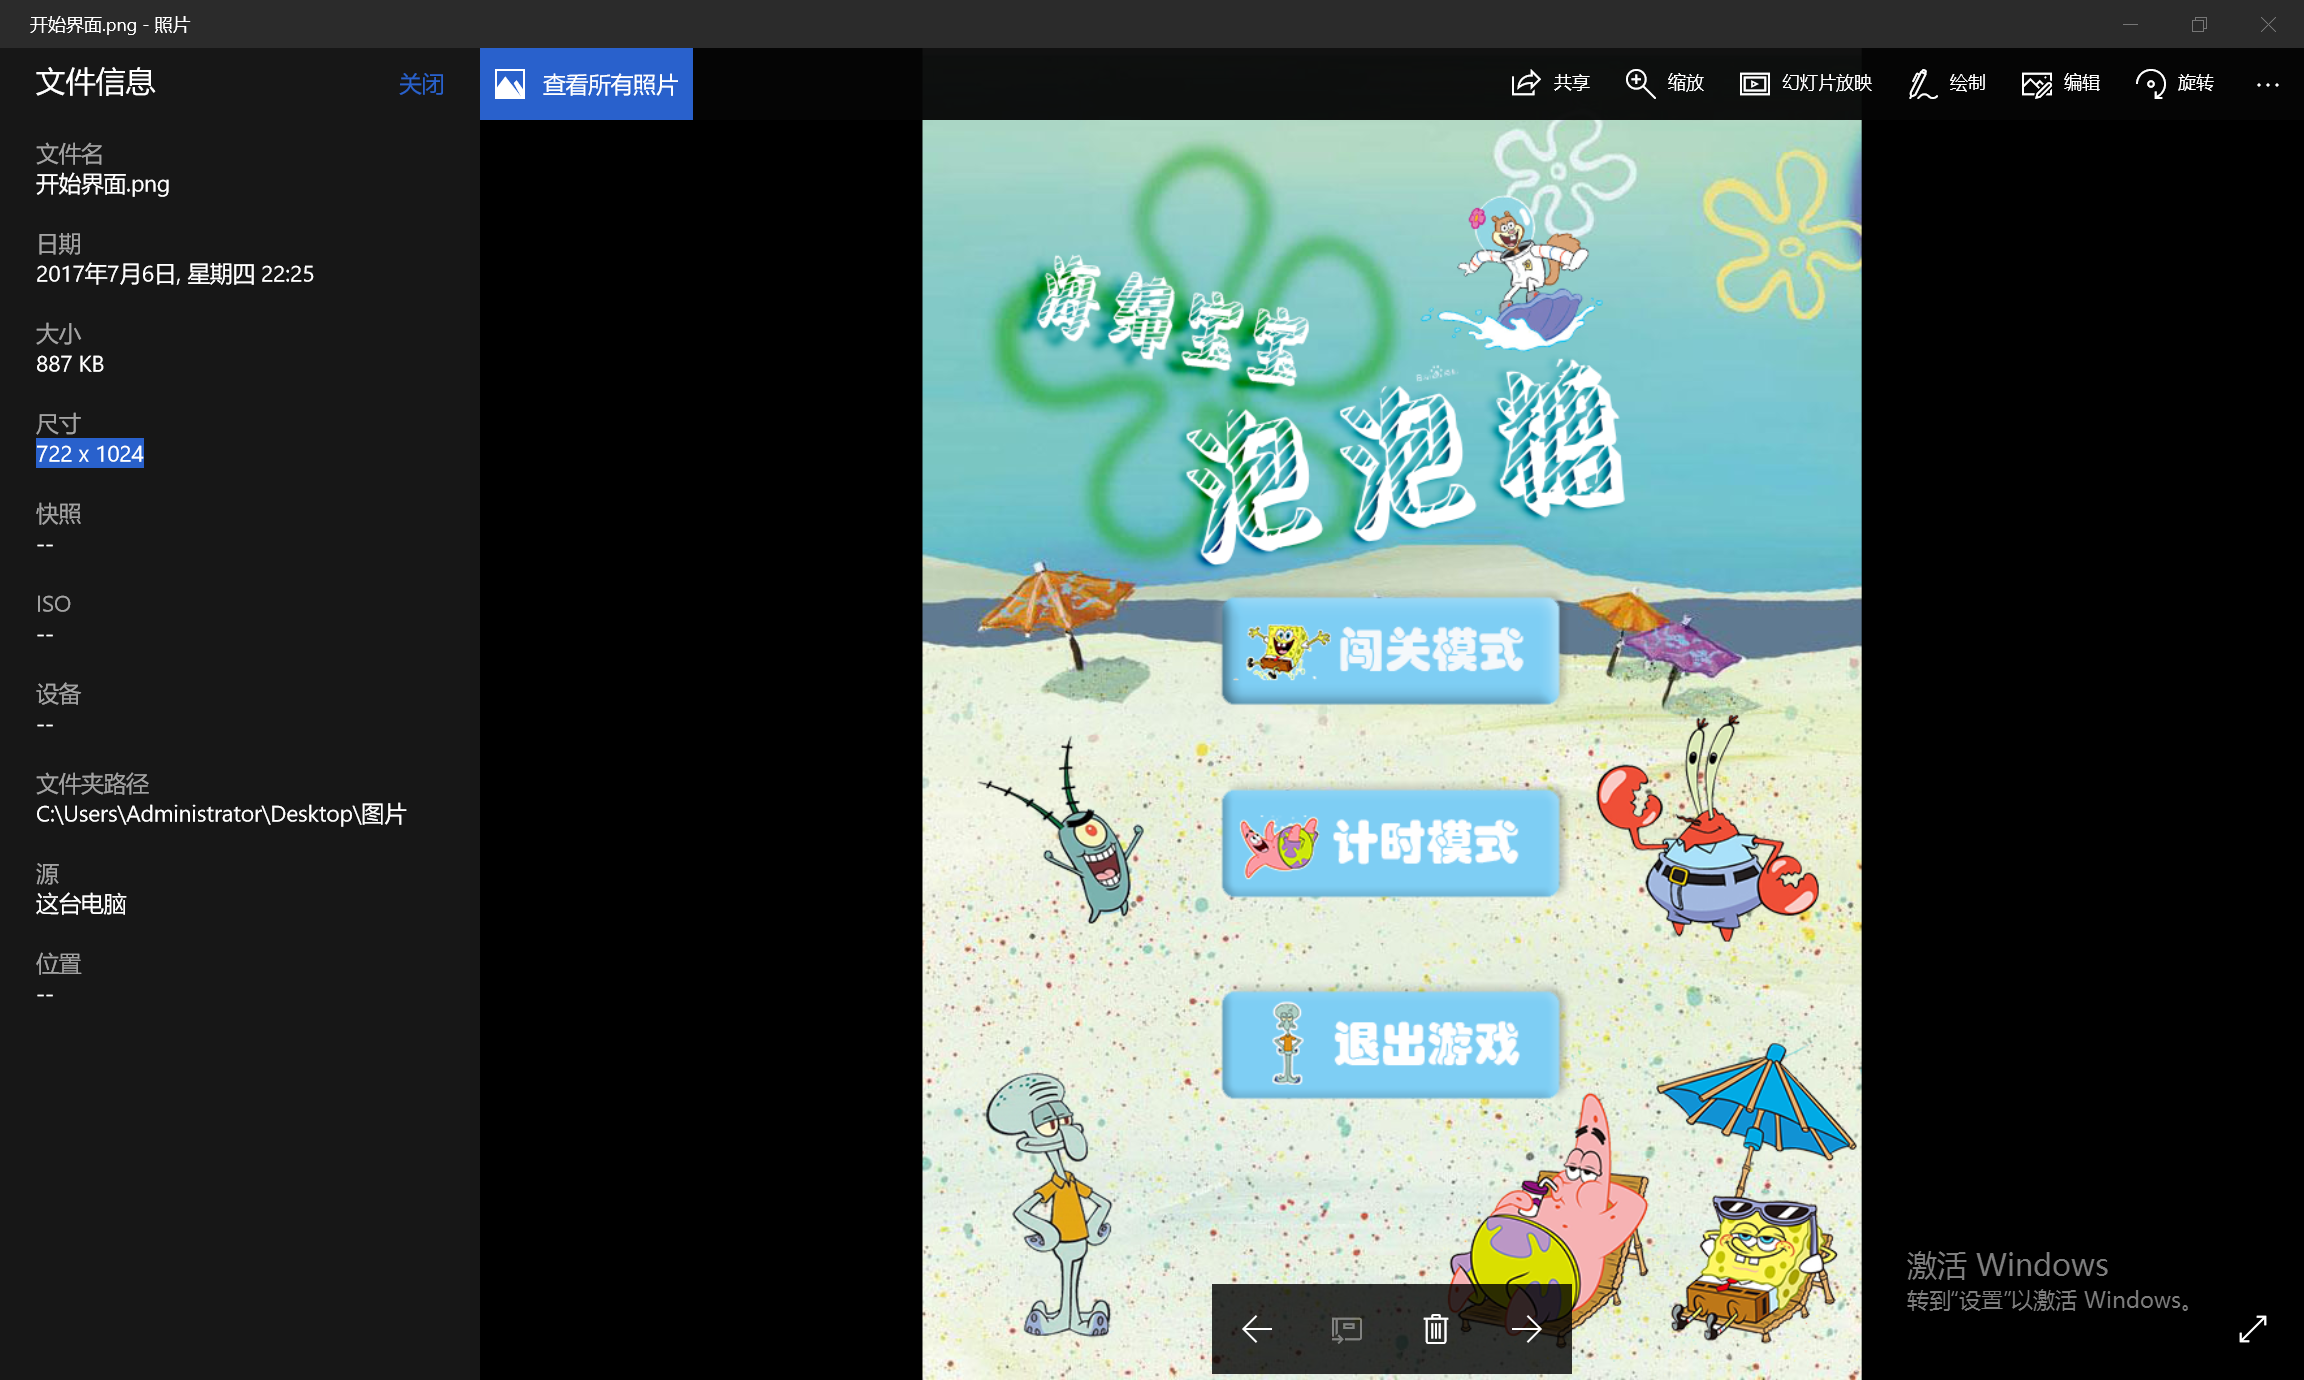 开始界面.png - 照片
文件信息
关闭
查看所有照片
共享
缩放
幻灯片放映
绘制
编辑
旋转
文件名
开始界面.png
日期
2017年7月6日, 星期四 22:25
大小
887 KB
尺寸
722 x 1024
快照
--
ISO
--
设备
--
文件夹路径
C:\Users\Administrator\Desktop\图片
源
这台电脑
位置
--
海绵宝宝
泡泡糖
闯关模式
计时模式
退出游戏
激活 Windows
转到“设置”以激活 Windows。